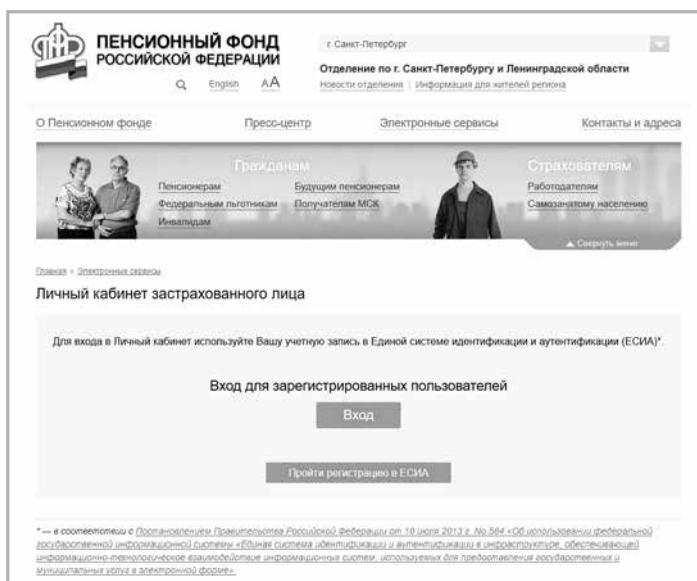 ПЕНСИОННЫЙ ФОНД
РОССИЙСКОЙ ФЕДЕРАЦИИ
English АА
г. Санкт-Петербург
Отделение по г. Санкт-Петербургу и Ленинградской области
Новости отделения | Информация для жителей региона
О Пенсионном фонде Пресс-центр Электронные сервисы Контакты и адреса
Гражданам Страхователям
Пенсионерам Будущим пенсионерам Работодателям
Федеральным льготникам Получателям МСК Самозанятому населению
Инвалидам
Свернуть меню
Главная » Электронные сервисы
Личный кабинет застрахованного лица
Для входа в Личный кабинет используйте Вашу учетную запись в Единой системе идентификации и аутентификации (ЕСИА)*.
Вход для зарегистрированных пользователей
Вход
Пройти регистрацию в ЕСИА
* — в соответствии с Постановлением Правительства Российской Федерации от 10 июля 2013 г. No 584 «Об использовании федеральной
государственной информационной системы «Единая система идентификации и аутентификации в инфраструктуре, обеспечивающей
информационно-технологическое взаимодействие информационных систем, используемых для предоставления государственных и
муниципальных услуг в электронной форме».